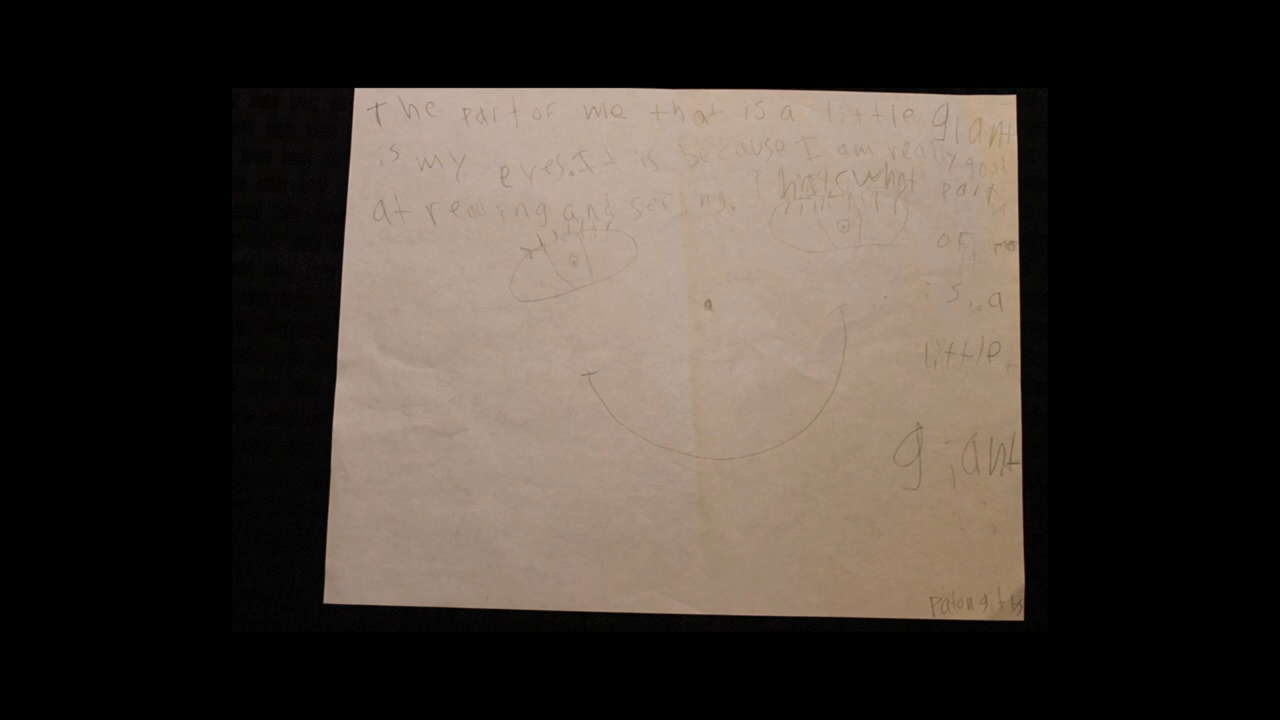 The part of me that is a little giant
is my eyes. It is because I am really good
at reading and seeing. That's what part
of me
is a
little
giant